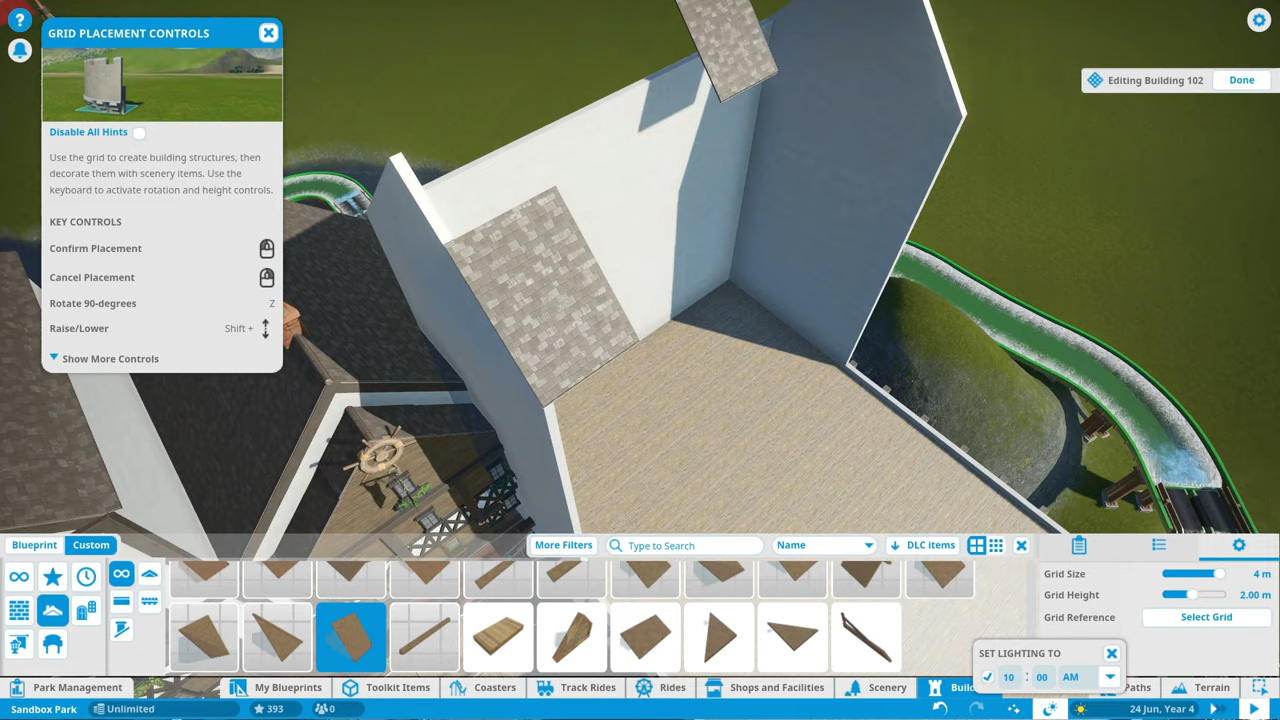 GRID PLACEMENT CONTROLS
Disable All Hints
Use the grid to create building structures, then
decorate them with scenery items. Use the
keyboard to activate rotation and height controls.
KEY CONTROLS
Confirm Placement
Cancel Placement
Rotate 90-degrees Z
Raise/Lower Shift +
Show More Controls
Editing Building 102 Done
Blueprint Custom More Filters Type to Search Name DLC items
Grid Size 4 m
Grid Height 2.00 m
Grid Reference Select Grid
SET LIGHTING TO
10 : 00 AM
Park Management My Blueprints Toolkit Items Coasters Track Rides Rides Shops and Facilities Scenery Paths Terrain
Sandbox Park Unlimited 393 0 24 Jun, Year 4